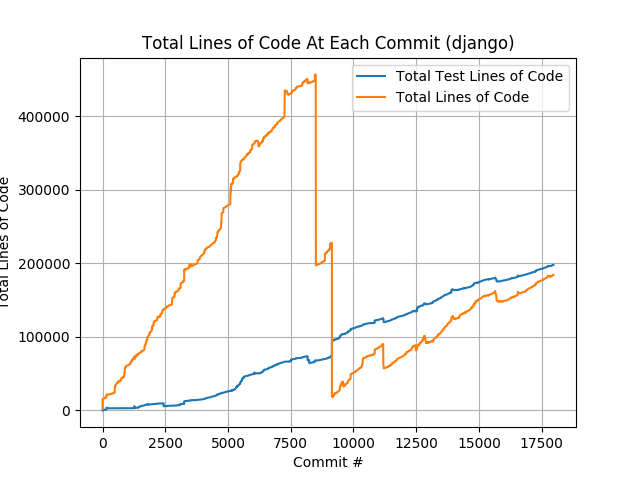 Total Lines of Code At Each Commit (django)
Total Test Lines of Code
Total Lines of Code
400000
300000
200000
100000
0
Total Lines of Code
0 2500 5000 7500 10000 12500 15000 17500
Commit #